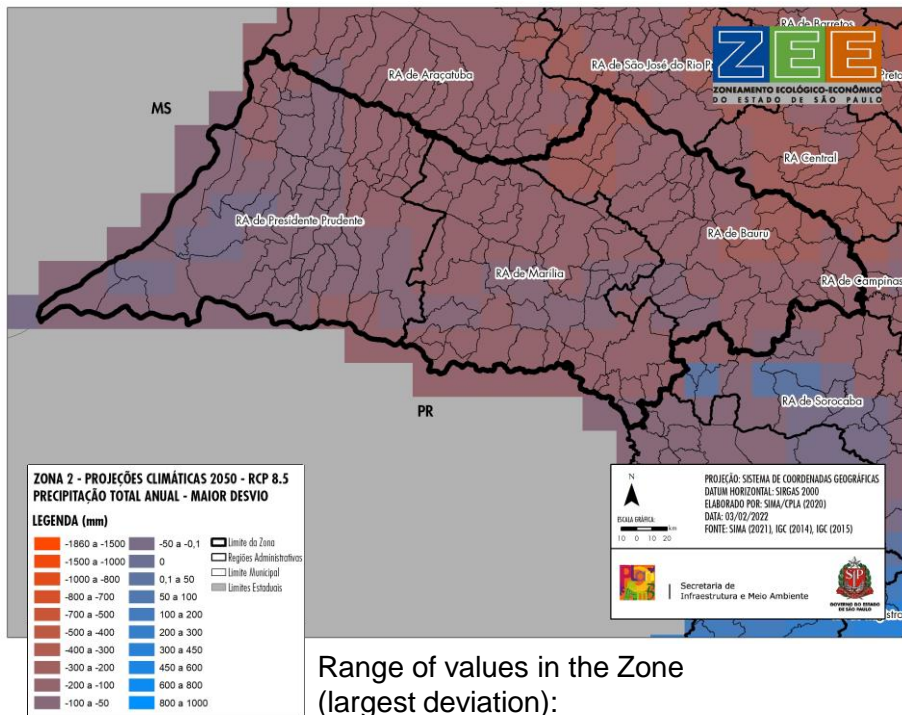 RA de Barretos
RA de Araçatuba
RA de São José do Rio Pr
Preto
ZEE
ZONEAMENTO ECOLÓGICO-ECONÔMICO
DO ESTADO DE SÃO PAULO
MS
RA Central
RA de Presidente Prudente
RA de Bauru
RA de Marília
RA de Campinas
RA de Sorocaba
PR
ZONA 2 - PROJEÇÕES CLIMÁTICAS 2050 - RCP 8.5
PRECIPITAÇÃO TOTAL ANUAL - MAIOR DESVIO
LEGENDA (mm)
-1860 a -1500
-1500 a -1000
-1000 a -800
-800 a -700
-700 a -500
-500 a -400
-400 a -300
-300 a -200
-200 a -100
-100 a -50
-50 a -0,1
0
0,1 a 50
50 a 100
100 a 200
200 a 300
300 a 450
450 a 600
600 a 800
800 a 1000
Limite da Zona
Regiões Administrativas
Limite Municipal
Limites Estaduais
N
ESCALA GRÁFICA:
10 0 10 20 km
PROJEÇÃO: SISTEMA DE COORDENADAS GEOGRÁFICAS
DATUM HORIZONTAL: SIRGAS 2000
ELABORADO POR: SIMA/CPLA (2020)
DATA: 03/02/2022
FONTE: SIMA (2021), IGC (2014), IGC (2015)
Secretaria de
Infraestrutura e Meio Ambiente
GOVERNO DO ESTADO
DE SÃO PAULO
Range of values in the Zone
(largest deviation):